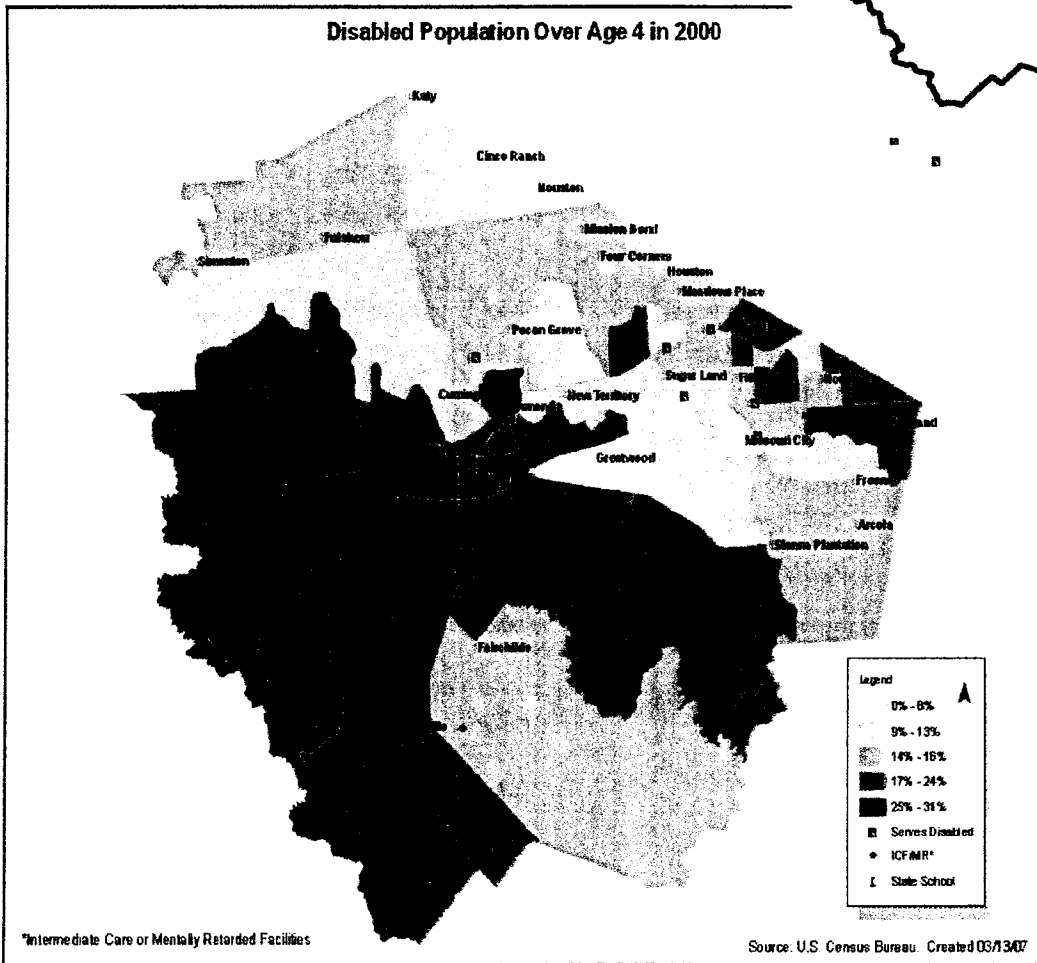 Disabled Population Over Age 4 in 2000
Katy
Cinco Ranch
Houston
Mission Bend
Fulshear
Four Corners
Simonton
Houston
Meadows Place
Pecan Grove
Sugar Land
New Territory
Missouri City
Greatwood
Arcola
Sienna Plantation
Fairchilds
Legend
0% - 8%
9% - 13%
14% - 16%
17% - 24%
25% - 31%
Serves Disabled
ICF/MR*
State School
*Intermediate Care or Mentally Retarded Facilities
Source: U.S. Census Bureau. Created 03/13/07